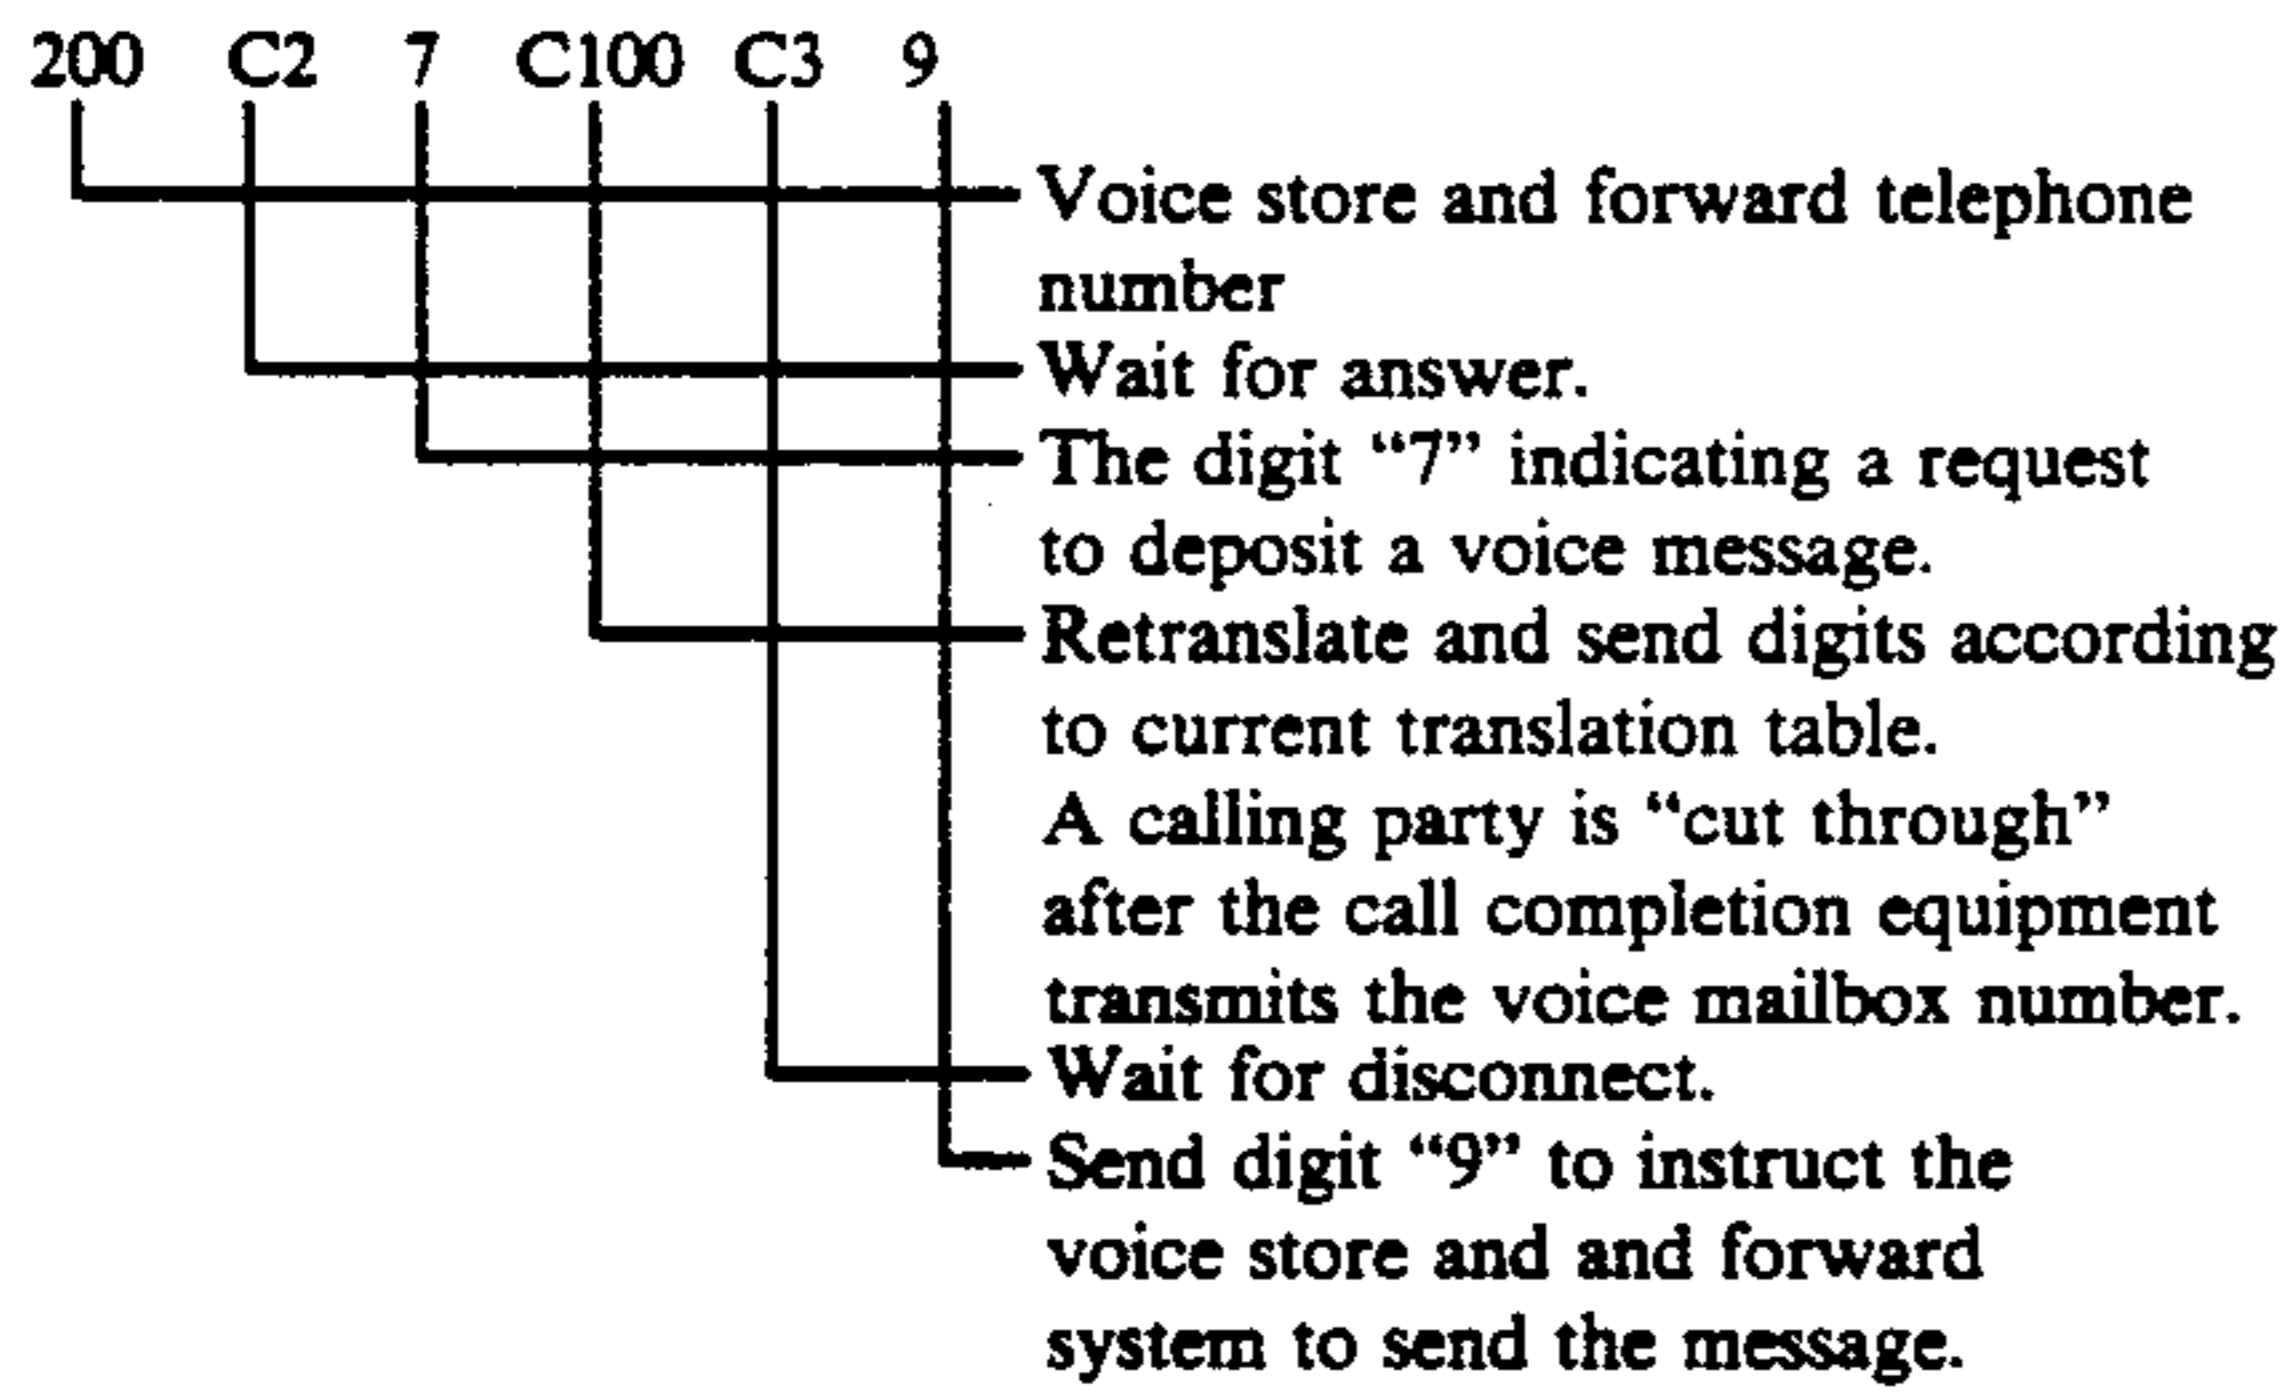 200 C2 7 C100 C3 9
Voice store and forward telephone
number
Wait for answer.
The digit “7” indicating a request
to deposit a voice message.
Retranslate and send digits according
to current translation table.
A calling party is “cut through”
after the call completion equipment
transmits the voice mailbox number.
Wait for disconnect.
Send digit “9” to instruct the
voice store and and forward
system to send the message.